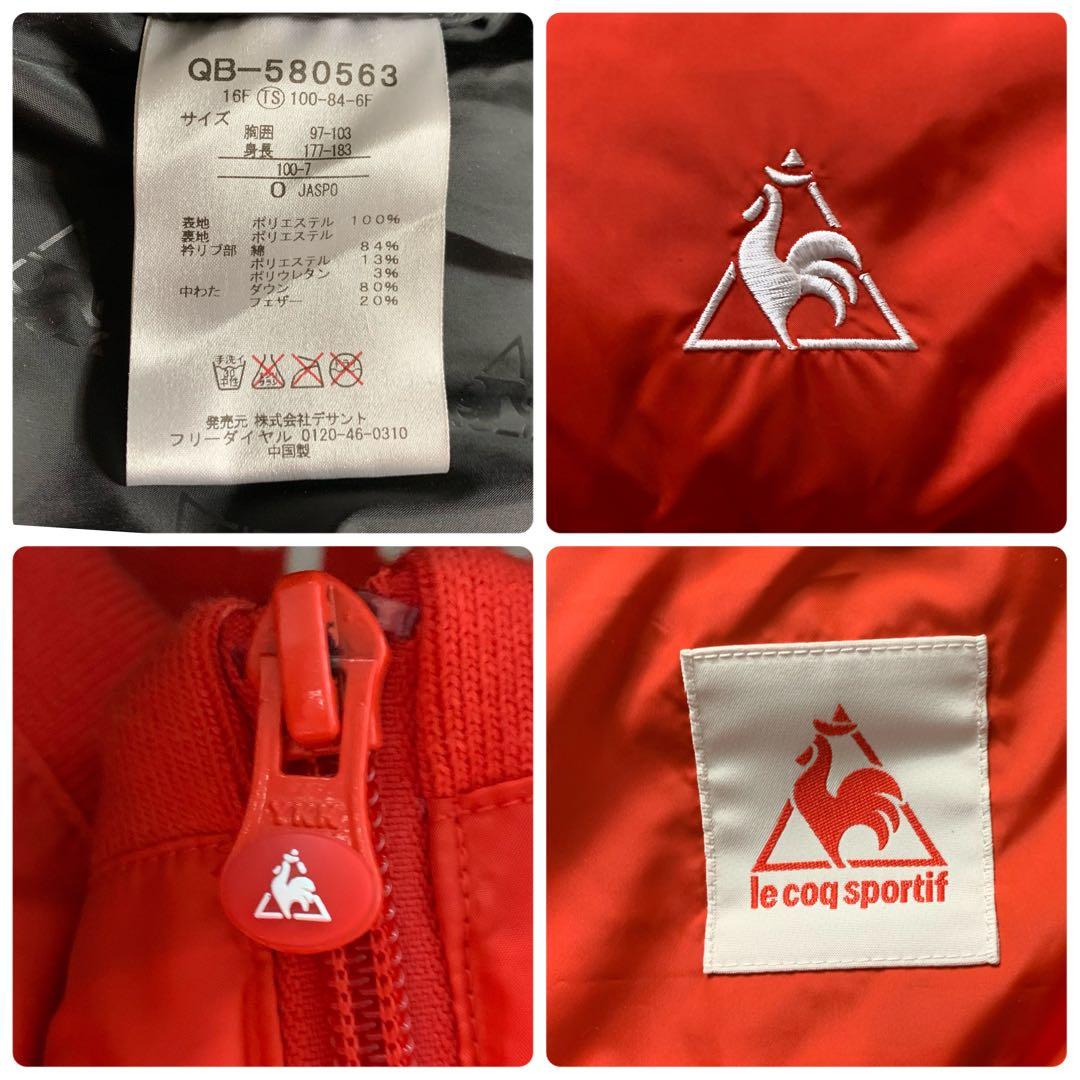 QB-580563
16F TS 100-84-6F
サイズ
胸囲 97-103
身長 177-183
100-7
O JASPO
表地 ポリエステル 100%
裏地 ポリエステル
衿リブ部 綿 84%
ポリエステル 13%
ポリウレタン 3%
中わた ダウン 80%
フェザー 20%
手洗イ
30
中性
発売元 株式会社デサント
フリーダイヤル 0120-46-0310
中国製
YKK
le coq sportif